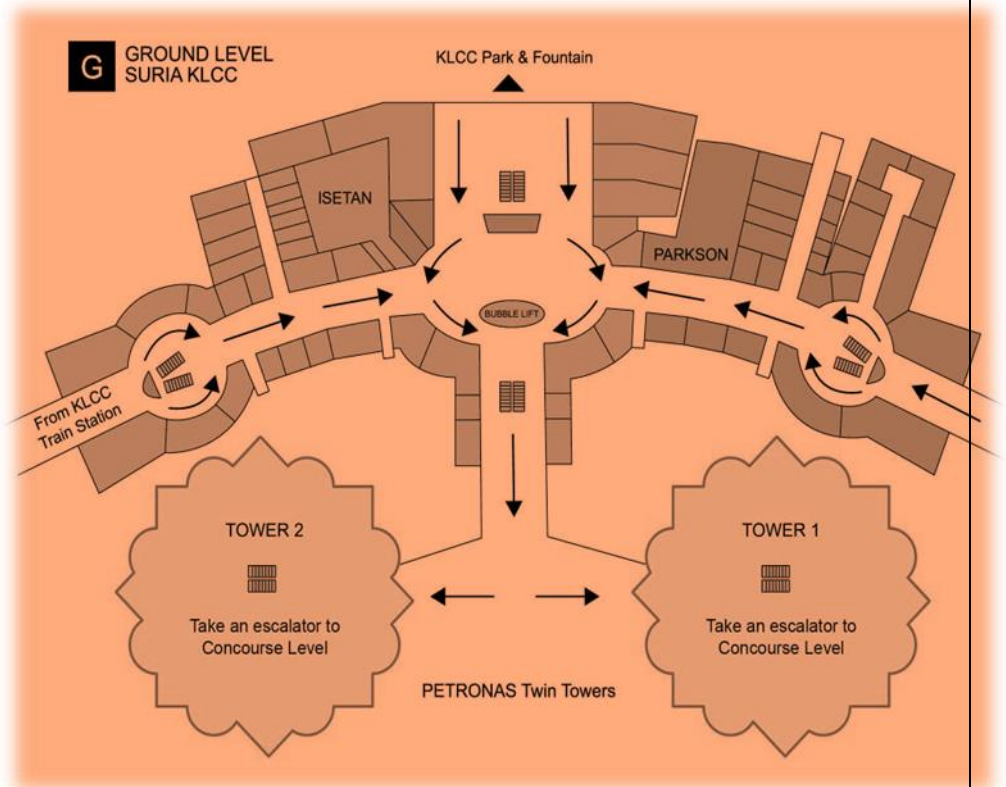 G
GROUND LEVEL
SURIA KLCC
KLCC Park & Fountain
ISETAN
PARKSON
BUBBLE LIFT
From KLCC
Train Station
TOWER 2
Take an escalator to
Concourse Level
TOWER 1
Take an escalator to
Concourse Level
PETRONAS Twin Towers